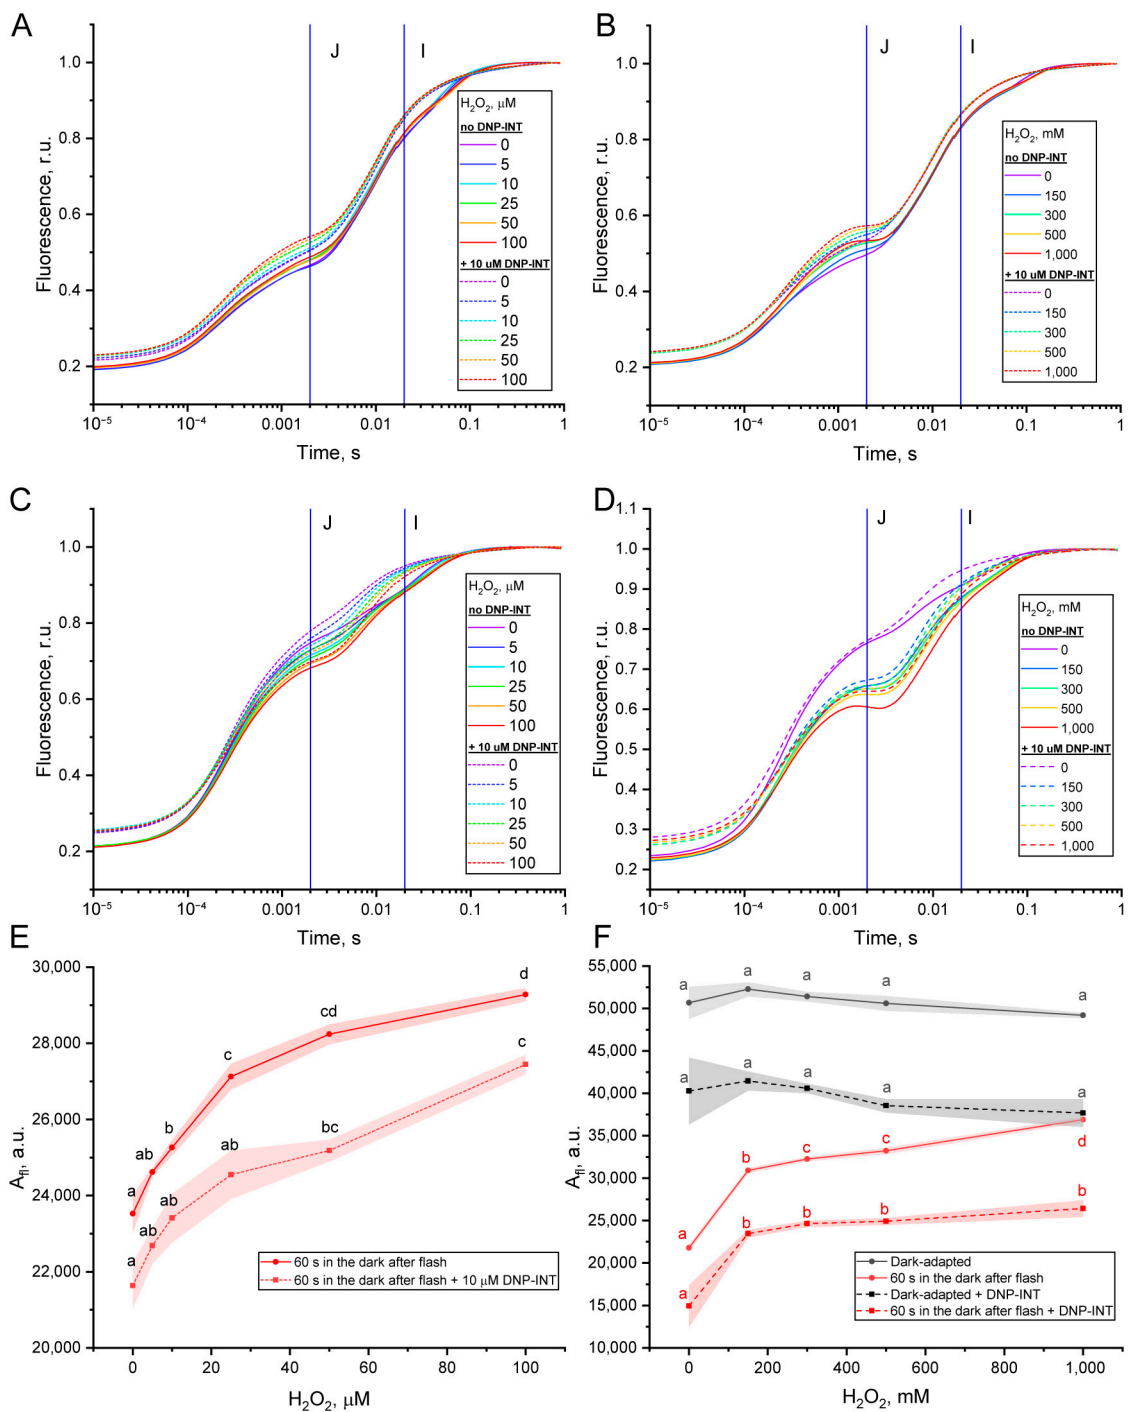 A
J
I
Fluorescence, r.u.
1.0
0.8
0.6
0.4
0.2
H₂O₂, μM
no DNP-INT
0
5
10
25
50
100
+ 10 uM DNP-INT
0
5
10
25
50
100
10⁻⁵
10⁻⁴
0.001
0.01
0.1
1
Time, s
B
J
I
Fluorescence, r.u.
1.0
0.8
0.6
0.4
0.2
H₂O₂, mM
no DNP-INT
0
150
300
500
1,000
+ 10 uM DNP-INT
0
150
300
500
1,000
10⁻⁵
10⁻⁴
0.001
0.01
0.1
1
Time, s
C
J
I
Fluorescence, r.u.
1.0
0.8
0.6
0.4
0.2
H₂O₂, μM
no DNP-INT
0
5
10
25
50
100
+ 10 uM DNP-INT
0
5
10
25
50
100
10⁻⁵
10⁻⁴
0.001
0.01
0.1
1
Time, s
D
J
I
Fluorescence, r.u.
1.1
1.0
0.9
0.8
0.7
0.6
0.5
0.4
0.3
0.2
H₂O₂, mM
no DNP-INT
0
150
300
500
1,000
+ 10 uM DNP-INT
0
150
300
500
1,000
10⁻⁵
10⁻⁴
0.001
0.01
0.1
1
Time, s
E
A_fl, a.u.
30,000
28,000
26,000
24,000
22,000
20,000
a
ab
b
c
cd
d
a
ab
ab
ab
bc
c
60 s in the dark after flash
60 s in the dark after flash + 10 μM DNP-INT
0
20
40
60
80
100
H₂O₂, μM
F
A_fl, a.u.
55,000
50,000
45,000
40,000
35,000
30,000
25,000
20,000
15,000
10,000
a
a
a
a
a
a
a
a
a
a
a
b
c
c
d
a
b
b
b
b
Dark-adapted
60 s in the dark after flash
Dark-adapted + DNP-INT
60 s in the dark after flash + DNP-INT
0
200
400
600
800
1,000
H₂O₂, mM